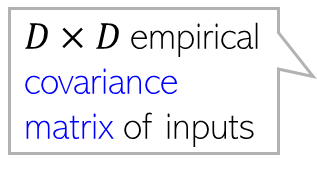 D × D empirical
covariance
matrix of inputs